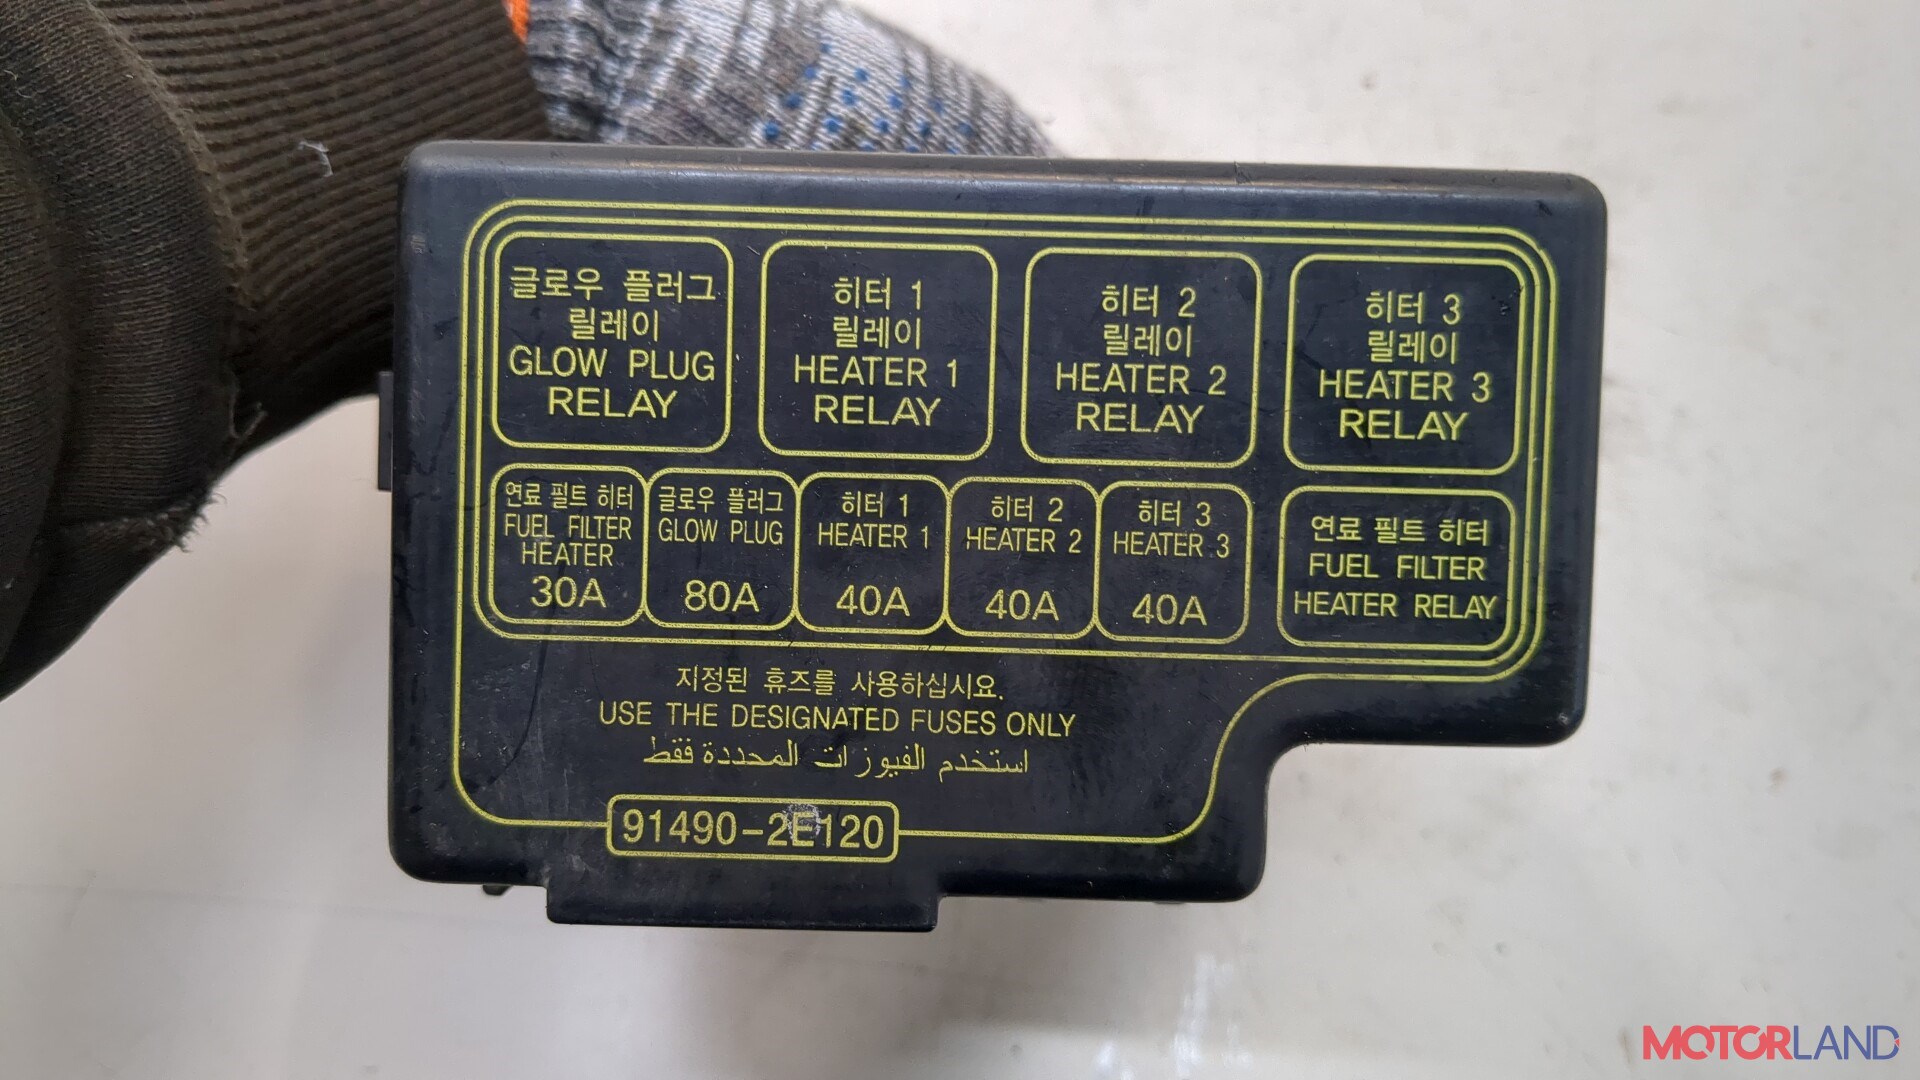 글로우 플러그
릴레이
GLOW PLUG
RELAY
히터 1
릴레이
HEATER 1
RELAY
히터 2
릴레이
HEATER 2
RELAY
히터 3
릴레이
HEATER 3
RELAY
연료 필트 히터
FUEL FILTER
HEATER
30A
글로우 플러그
GLOW PLUG
80A
히터 1
HEATER 1
40A
히터 2
HEATER 2
40A
히터 3
HEATER 3
40A
연료 필트 히터
FUEL FILTER
HEATER RELAY
지정된 휴즈를 사용하십시요.
USE THE DESIGNATED FUSES ONLY
استخدم الفيوزات المحددة فقط
91490-2E120
MOTORLAND